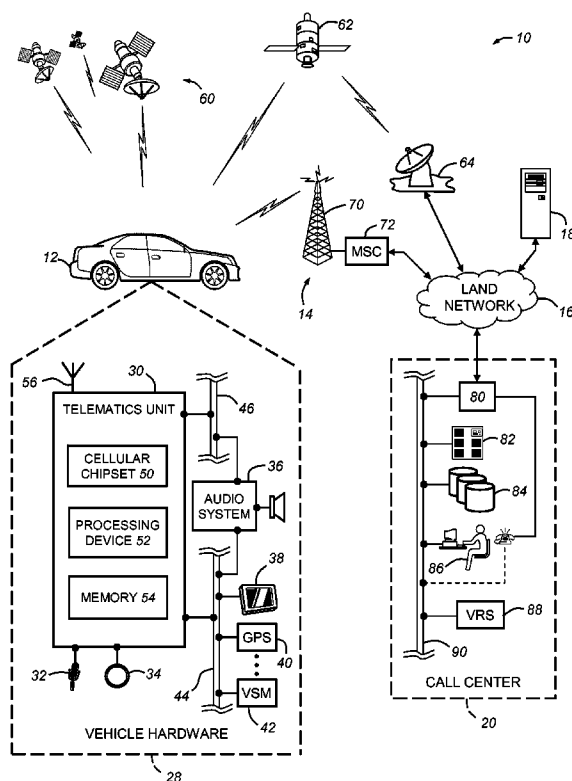 62
10
60
64
70
72
18
12
MSC
14
LAND
NETWORK
16
56
30
46
TELEMATICS UNIT
80
82
CELLULAR
CHIPSET 50
36
AUDIO
SYSTEM
84
PROCESSING
DEVICE 52
38
86
MEMORY 54
GPS
40
VRS
88
32
34
44
VSM
42
90
CALL CENTER
VEHICLE HARDWARE
20
28